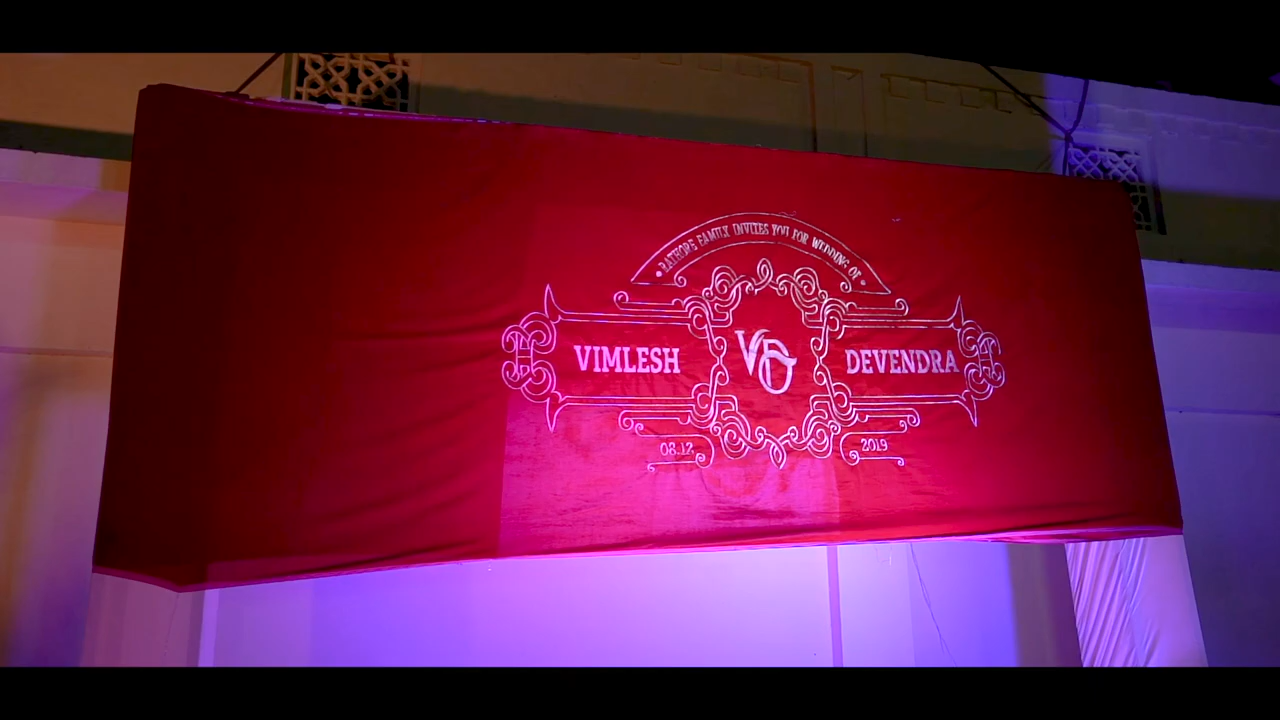 RATHORE FAMILY INVITES YOU FOR WEDDING OF
VIMLESH
VD
DEVENDRA
08.12
2019